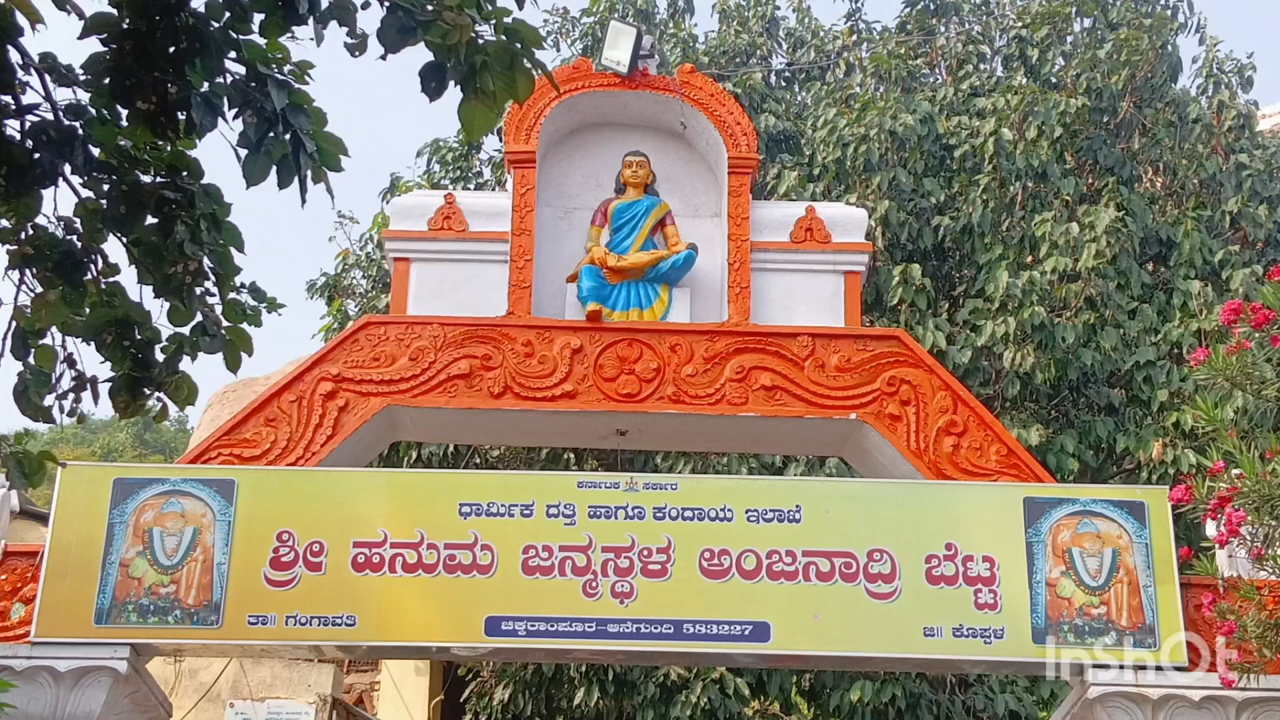 ಕರ್ನಾಟಕ ಸರ್ಕಾರ
ಧಾರ್ಮಿಕ ದತ್ತಿ ಹಾಗೂ ಕಂದಾಯ ಇಲಾಖೆ
ಶ್ರೀ ಹನುಮ ಜನ್ಮಸ್ಥಳ ಅಂಜನಾದ್ರಿ ಬೆಟ್ಟ
ತಾ॥ ಗಂಗಾವತಿ
ಚಿಕ್ಕರಾಂಪೂರ-ಆನೆಗುಂದಿ 583227
ಜಿ॥ ಕೊಪ್ಪಳ
InShOt